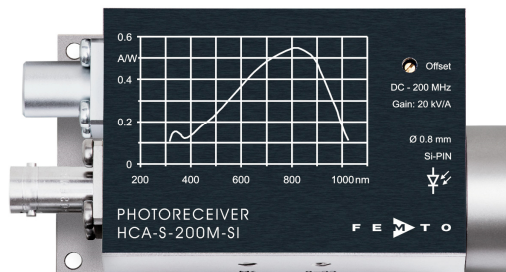 0.6
A/W
0.4
0.2
0
200 400 600 800 1000 nm
Offset
DC - 200 MHz
Gain: 20 kV/A
Ø 0.8 mm
Si-PIN
PHOTORECEIVER
HCA-S-200M-SI
FEMTO